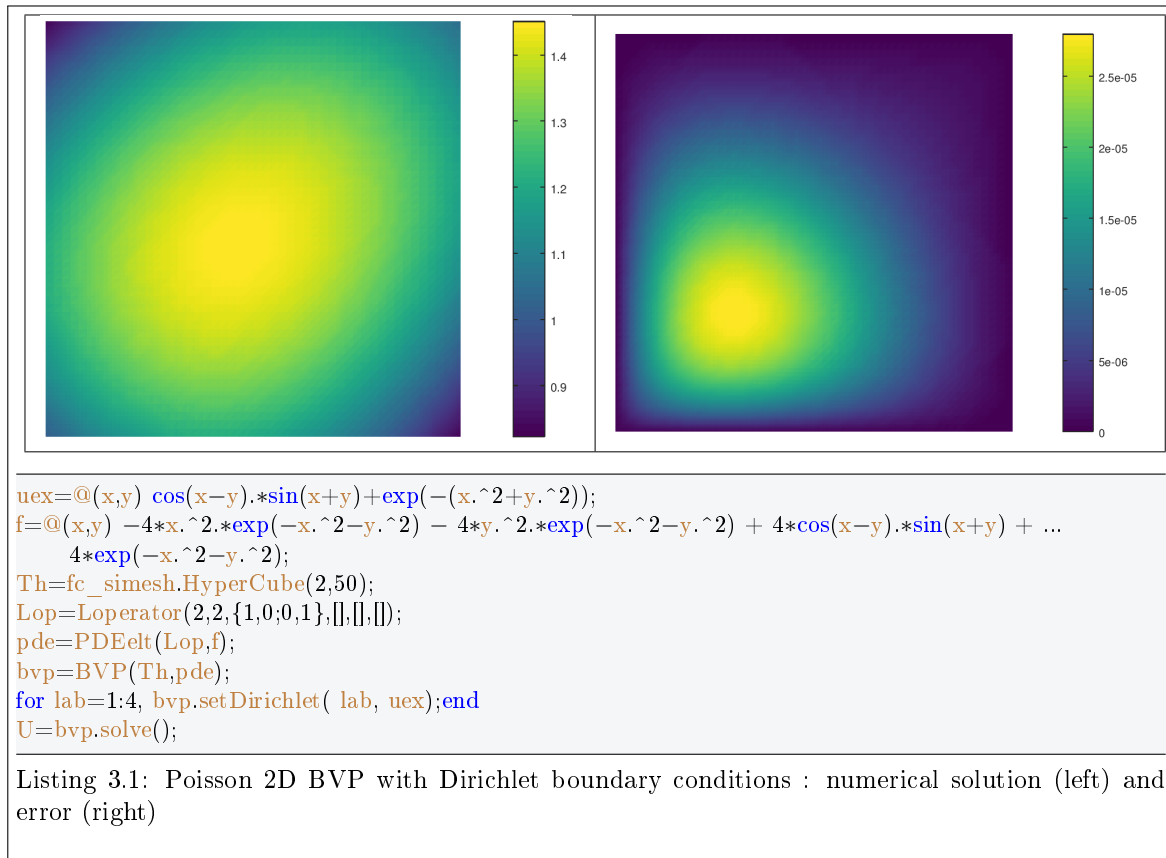 1.4
1.3
1.2
1.1
1
0.9
2.5e-05
2e-05
1.5e-05
1e-05
5e-06
0
uex=@(x,y) cos(x−y).*sin(x+y)+exp(−(x.^2+y.^2));
f=@(x,y) −4*x.^2.*exp(−x.^2−y.^2) − 4*y.^2.*exp(−x.^2−y.^2) + 4*cos(x−y).*sin(x+y) + ...
4*exp(−x.^2−y.^2);
Th=fc_simesh.HyperCube(2,50);
Lop=Loperator(2,2,{1,0;0,1},[],[],[]);
pde=PDEelt(Lop,f);
bvp=BVP(Th,pde);
for lab=1:4, bvp.setDirichlet( lab, uex);end
U=bvp.solve();
Listing 3.1: Poisson 2D BVP with Dirichlet boundary conditions : numerical solution (left) and
error (right)